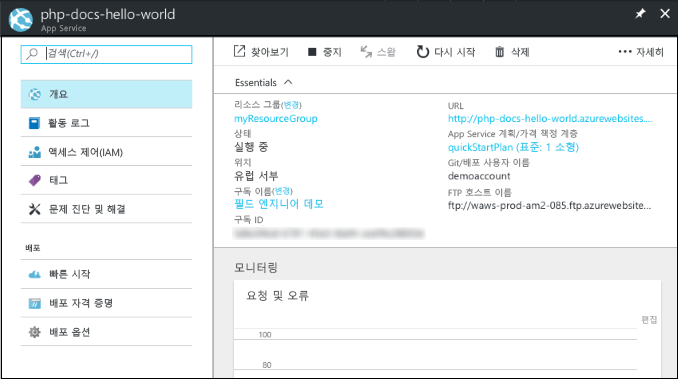 php-docs-hello-world
App Service
검색(Ctrl+/)
개요
활동 로그
액세스 제어(IAM)
태그
문제 진단 및 해결
배포
빠른 시작
배포 자격 증명
배포 옵션
찾아보기 중지 스왑 다시 시작 삭제 ··· 자세히
Essentials
리소스 그룹(변경)
myResourceGroup
상태
실행 중
위치
유럽 서부
구독 이름(변경)
필드 엔지니어 데모
구독 ID
URL
http://php-docs-hello-world.azurewebsites....
App Service 계획/가격 책정 계층
quickStartPlan (표준: 1 소형)
Git/배포 사용자 이름
demoaccount
FTP 호스트 이름
ftp://waws-prod-am2-085.ftp.azurewebsite...
모니터링
요청 및 오류
편집
100
80